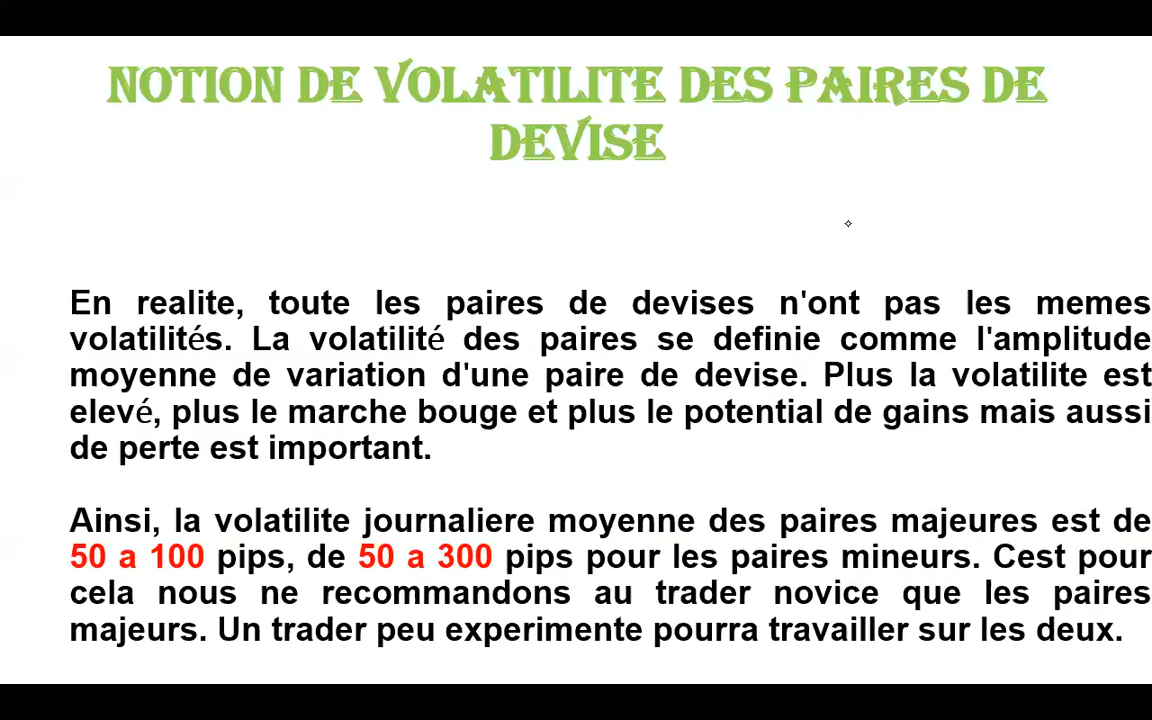 NOTION DE VOLATILITE DES PAIRES DE
DEVISE
En realite, toute les paires de devises n'ont pas les memes
volatilités. La volatilité des paires se definie comme l'amplitude
moyenne de variation d'une paire de devise. Plus la volatilite est
elevé, plus le marche bouge et plus le potential de gains mais aussi
de perte est important.
Ainsi, la volatilite journaliere moyenne des paires majeures est de
50 a 100 pips, de 50 a 300 pips pour les paires mineurs. Cest pour
cela nous ne recommandons au trader novice que les paires
majeurs. Un trader peu experimente pourra travailler sur les deux.